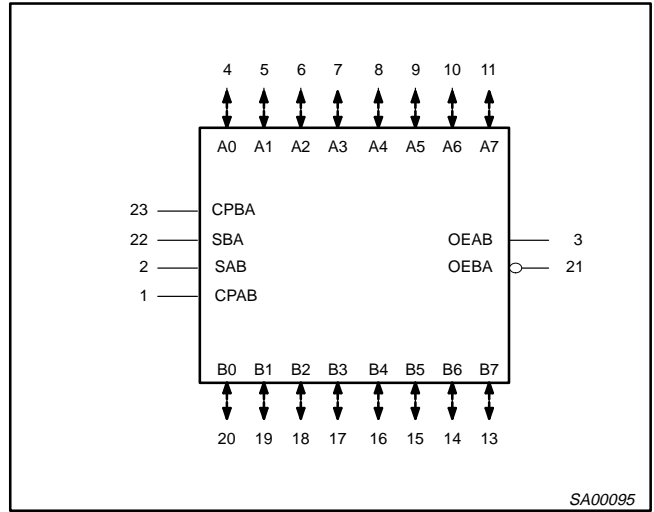 4 5 6 7 8 9 10 11
A0 A1 A2 A3 A4 A5 A6 A7
23 CPBA
22 SBA OEAB 3
2 SAB OEBA 21
1 CPAB
B0 B1 B2 B3 B4 B5 B6 B7
20 19 18 17 16 15 14 13
SA00095